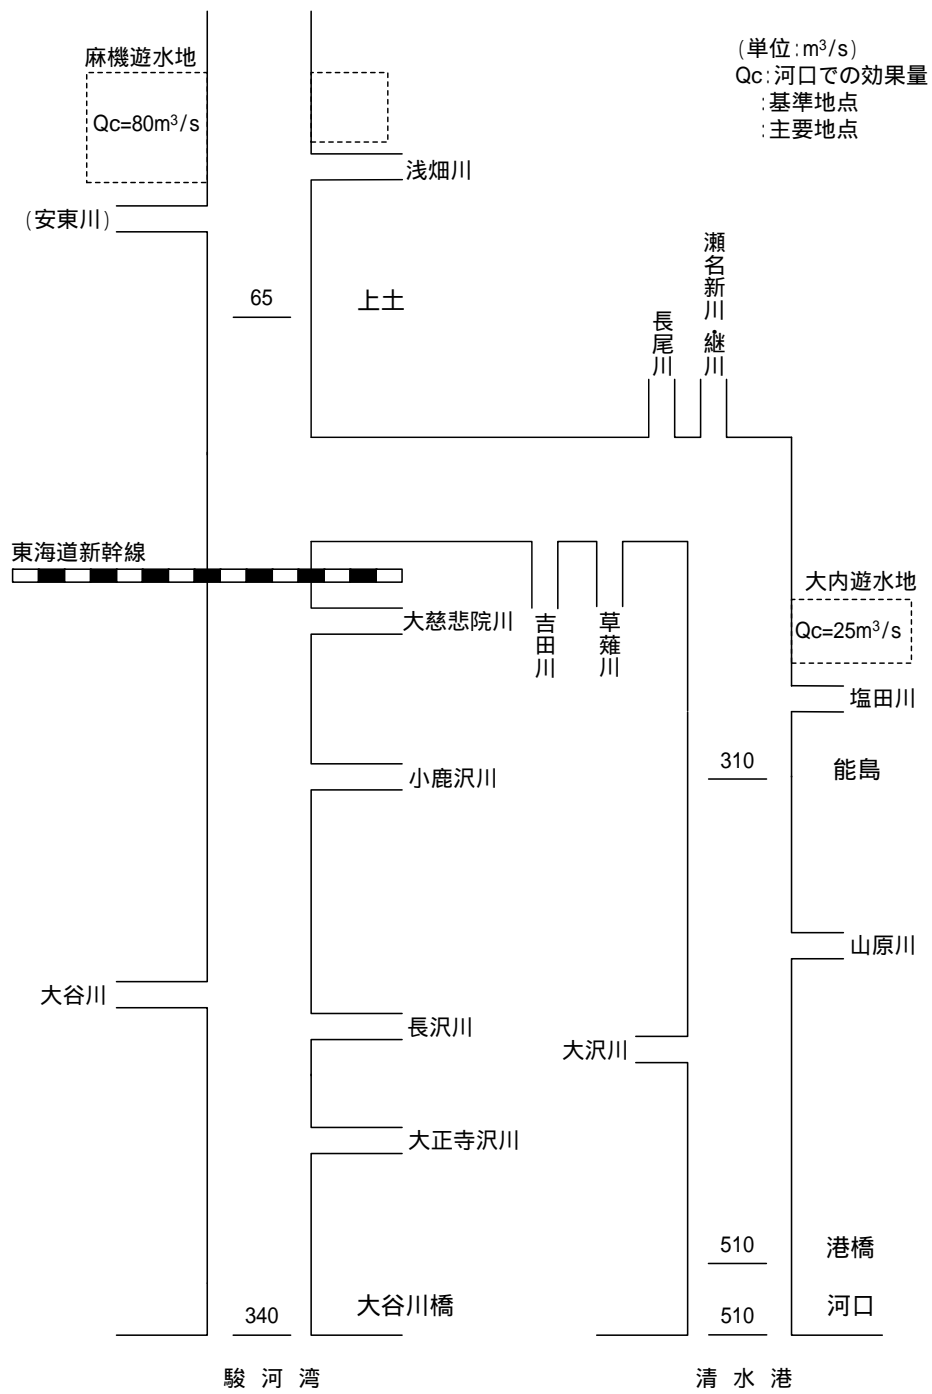 麻機遊水地
Qc=80m³/s
(単位:m³/s)
Qc:河口での効果量
:基準地点
:主要地点
浅畑川
(安東川)
65
上土
長尾川
瀬名新川・継川
東海道新幹線
大内遊水地
Qc=25m³/s
大慈悲院川
吉田川
草薙川
塩田川
310
能島
小鹿沢川
山原川
大谷川
長沢川
大沢川
大正寺沢川
510
港橋
340
大谷川橋
510
河口
駿河湾
清水港